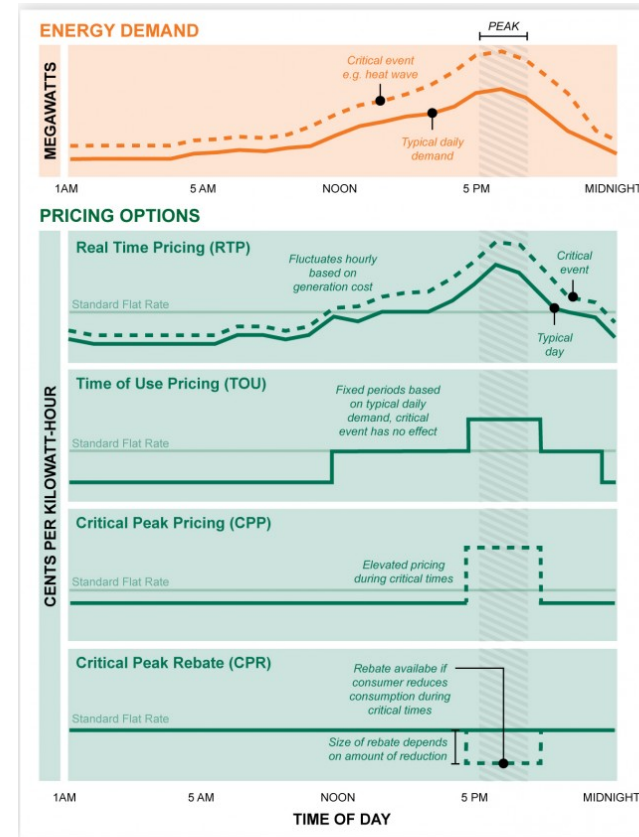 ENERGY DEMAND
PEAK
MEGAWATTS
Critical event
e.g. heat wave
Typical daily
demand
1AM 5 AM NOON 5 PM MIDNIGHT
PRICING OPTIONS
CENTS PER KILOWATT-HOUR
Real Time Pricing (RTP)
Fluctuates hourly
based on
generation cost
Critical
event
Standard Flat Rate
Typical
day
Time of Use Pricing (TOU)
Fixed periods based
on typical daily
demand, critical
event has no effect
Standard Flat Rate
Critical Peak Pricing (CPP)
Elevated pricing
during critical times
Standard Flat Rate
Critical Peak Rebate (CPR)
Rebate availabe if
consumer reduces
consumption during
critical times
Standard Flat Rate
Size of rebate depends
on amount of reduction
1AM 5 AM NOON 5 PM MIDNIGHT
TIME OF DAY